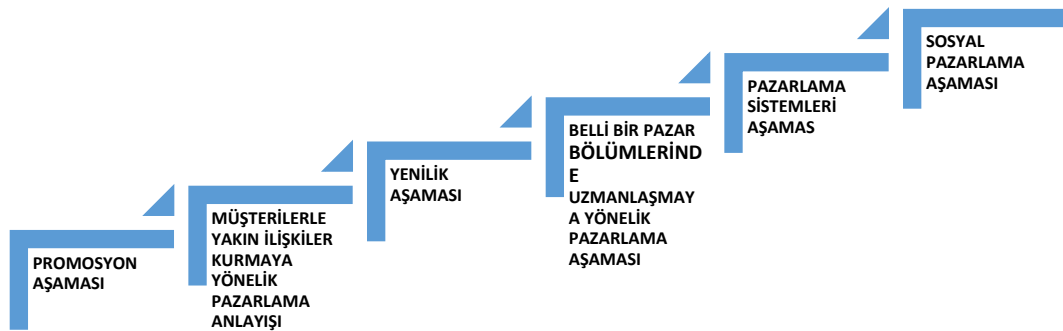 PROMOSYON
AŞAMASI
MÜŞTERİLERLE
YAKIN İLİŞKİLER
KURMAYA
YÖNELİK
PAZARLAMA
ANLAYIŞI
YENİLİK
AŞAMASI
BELLİ BİR PAZAR
BÖLÜMLERİND
E
UZMANLAŞMAY
A YÖNELİK
PAZARLAMA
AŞAMASI
PAZARLAMA
SİSTEMLERİ
AŞAMAS
SOSYAL
PAZARLAMA
AŞAMASI